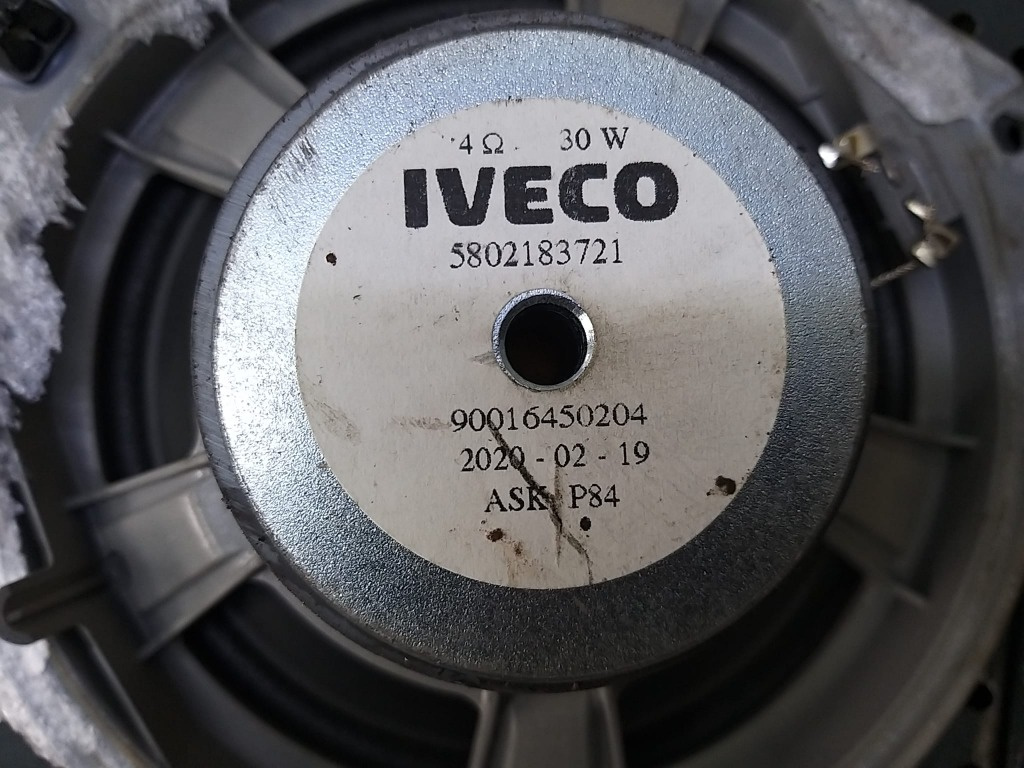 4 Ω 30 W
IVECO
5802183721
90016450204
2020 - 02 - 19
ASK P84